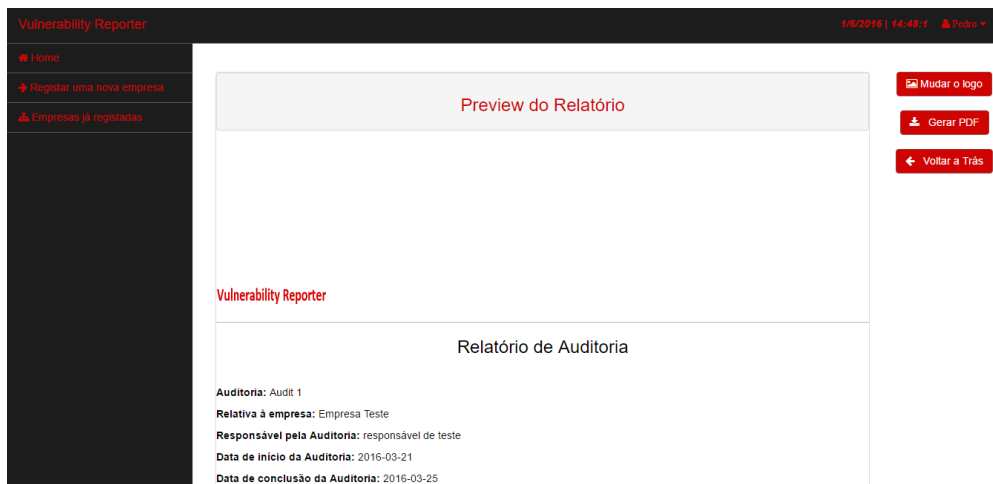 Vulnerability Reporter
1/6/2016 | 14:48:1 Pedro
Home
Registar uma nova empresa
Empresas já registadas
Preview do Relatório
Mudar o logo
Gerar PDF
Voltar a Trás
Vulnerability Reporter
Relatório de Auditoria
Auditoria: Audit 1
Relativa à empresa: Empresa Teste
Responsável pela Auditoria: responsável de teste
Data de início da Auditoria: 2016-03-21
Data de conclusão da Auditoria: 2016-03-25